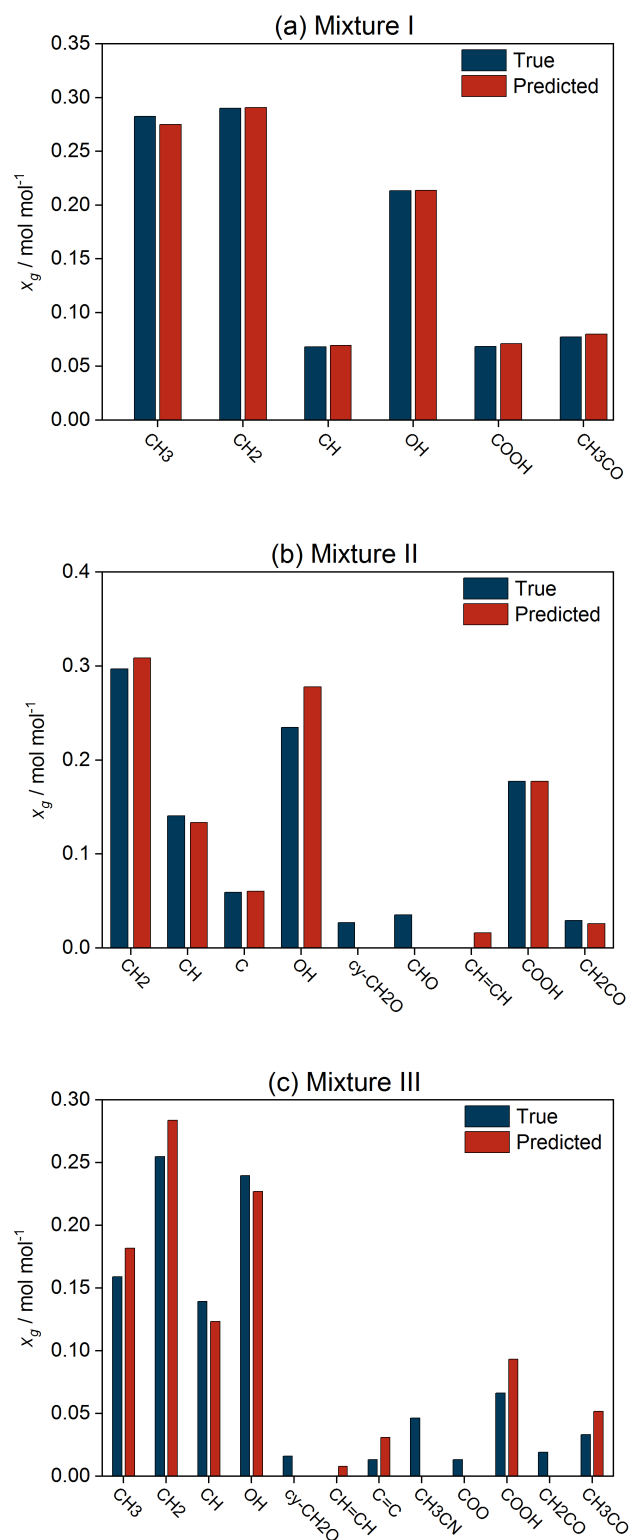 (a) Mixture I
True
Predicted
0.35
0.30
0.25
0.20
0.15
0.10
0.05
0.00
x_g / mol mol⁻¹
CH3
CH2
CH
OH
COOH
CH3CO
(b) Mixture II
True
Predicted
0.4
0.3
0.2
0.1
0.0
x_g / mol mol⁻¹
CH2
CH
C
OH
cy-CH2O
CHO
CH=CH
COOH
CH2CO
(c) Mixture III
True
Predicted
0.30
0.25
0.20
0.15
0.10
0.05
0.00
x_g / mol mol⁻¹
CH3
CH2
CH
OH
cy-CH2O
CH=CH
C=C
CH3CN
COO
COOH
CH2CO
CH3CO